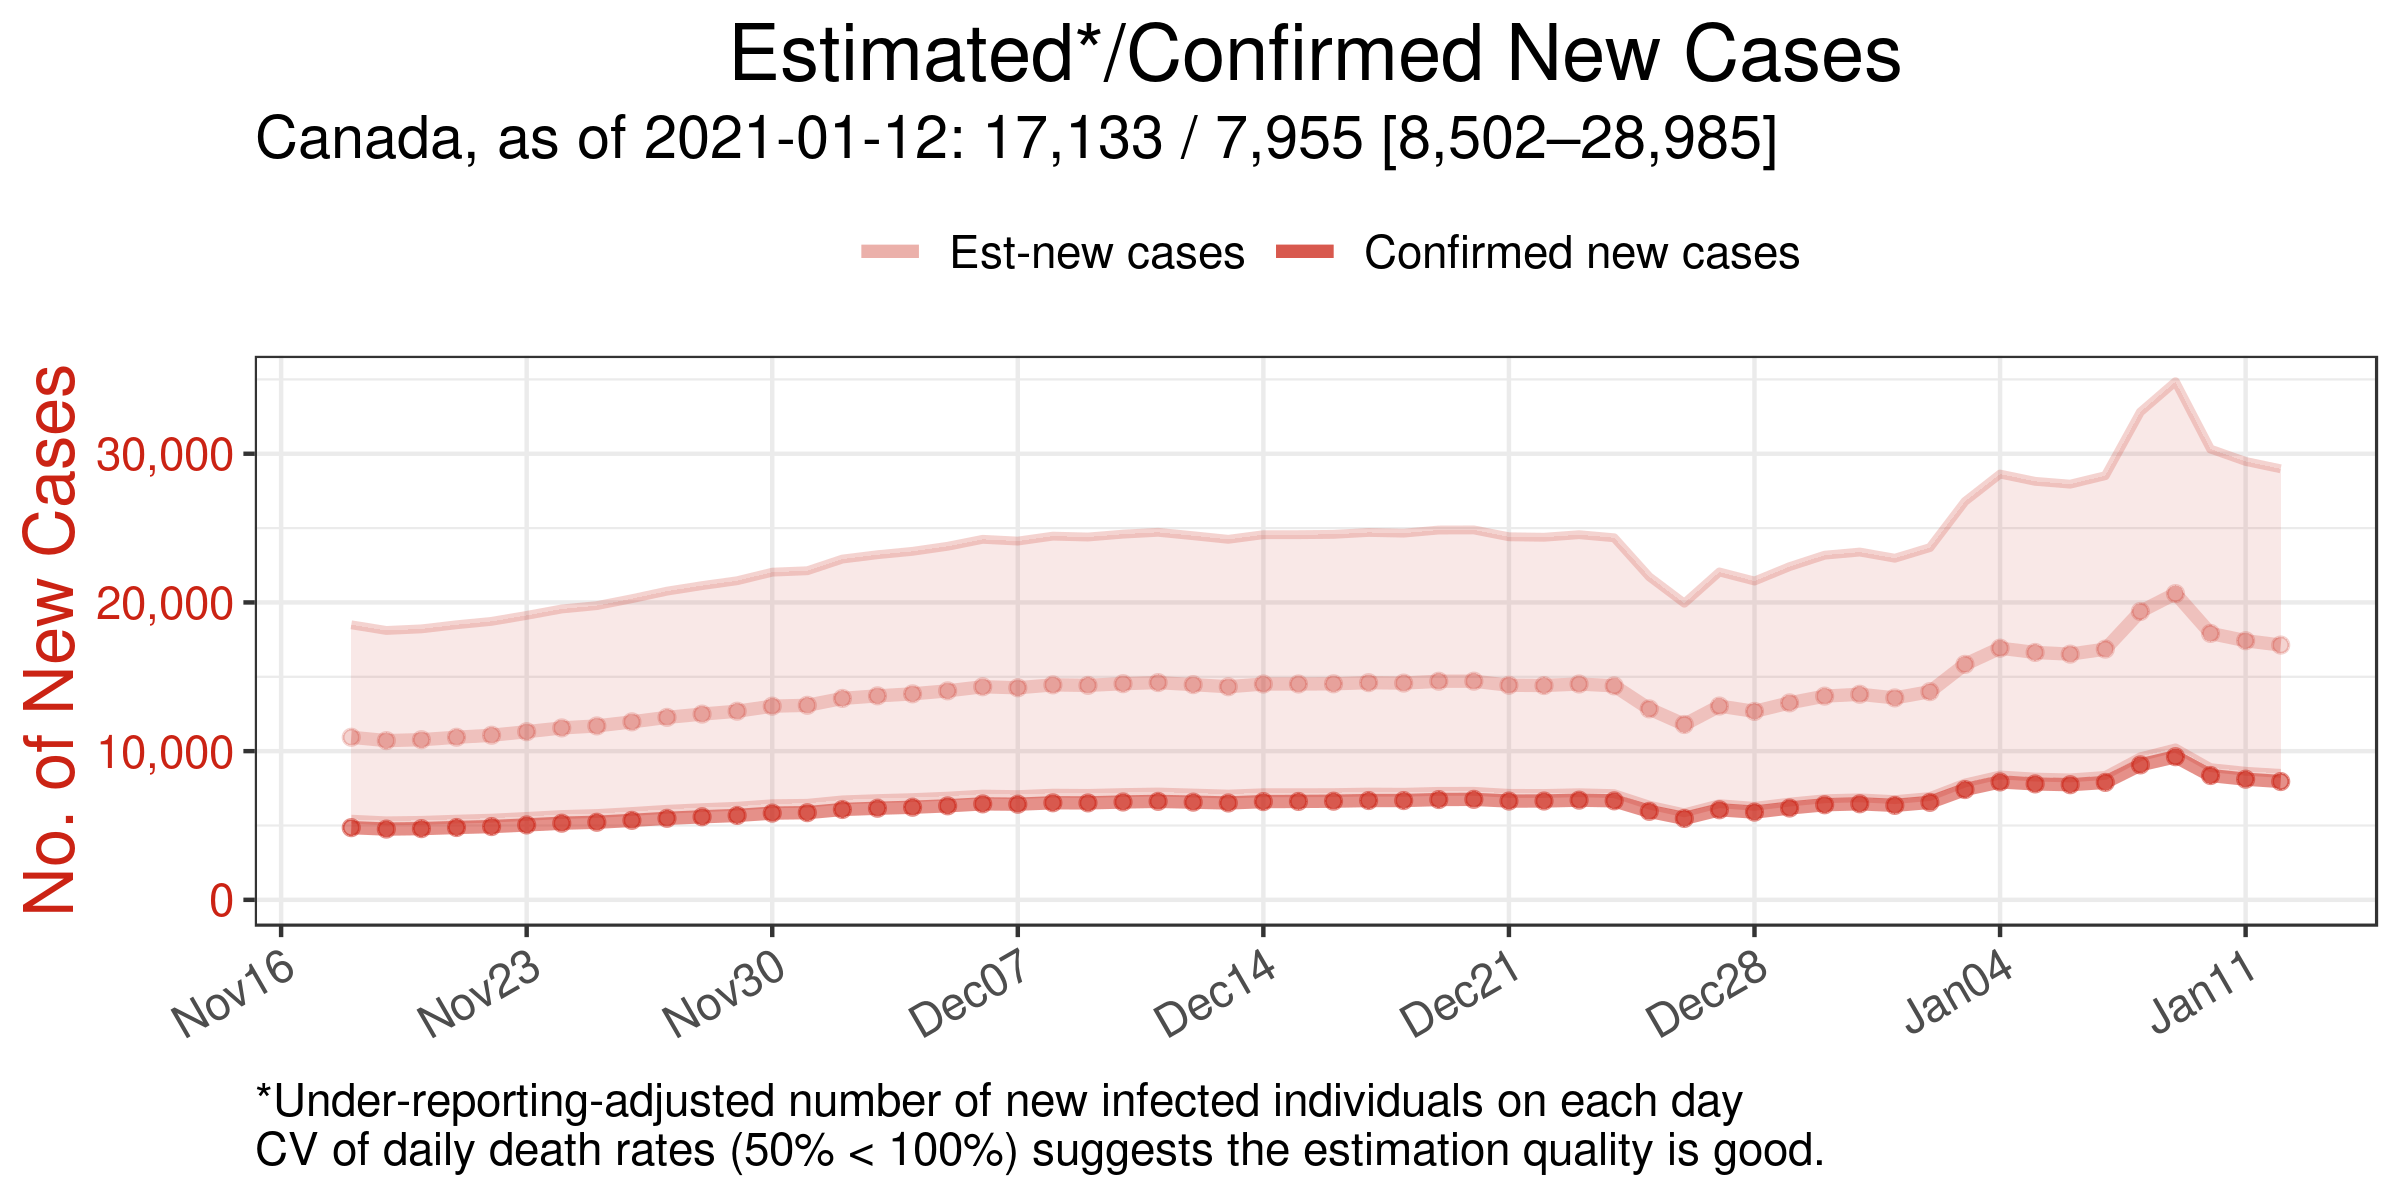 Estimated*/Confirmed New Cases
Canada, as of 2021-01-12: 17,133 / 7,955 [8,502–28,985]
Est-new cases Confirmed new cases
No. of New Cases
30,000
20,000
10,000
0
Nov16 Nov23 Nov30 Dec07 Dec14 Dec21 Dec28 Jan04 Jan11
*Under-reporting-adjusted number of new infected individuals on each day
CV of daily death rates (50% < 100%) suggests the estimation quality is good.